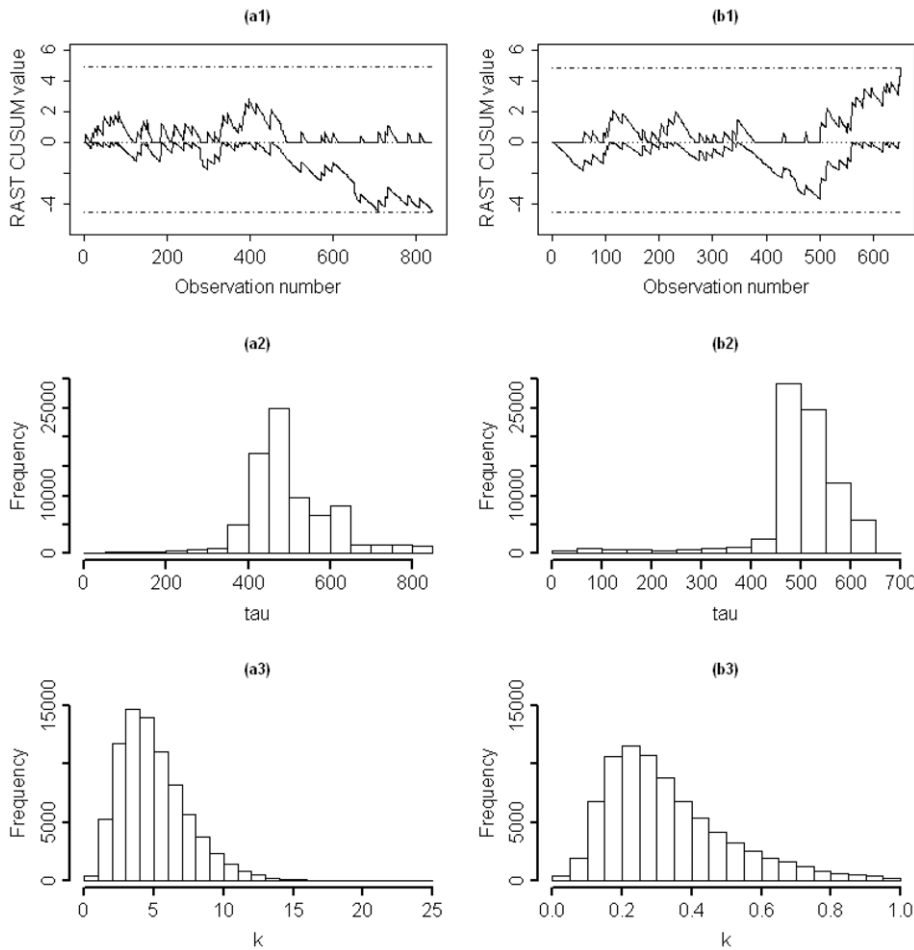 (a1)
RAST CUSUM value
6
4
2
0
-4
0 200 400 600 800
Observation number
(b1)
RAST CUSUM value
6
4
2
0
-4
0 100 200 300 400 500 600
Observation number
(a2)
Frequency
25000
10000
0
0 200 400 600 800
tau
(b2)
Frequency
25000
10000
0
0 100 200 300 400 500 600 700
tau
(a3)
Frequency
15000
5000
0
0 5 10 15 20 25
k
(b3)
Frequency
15000
5000
0
0.0 0.2 0.4 0.6 0.8 1.0
k